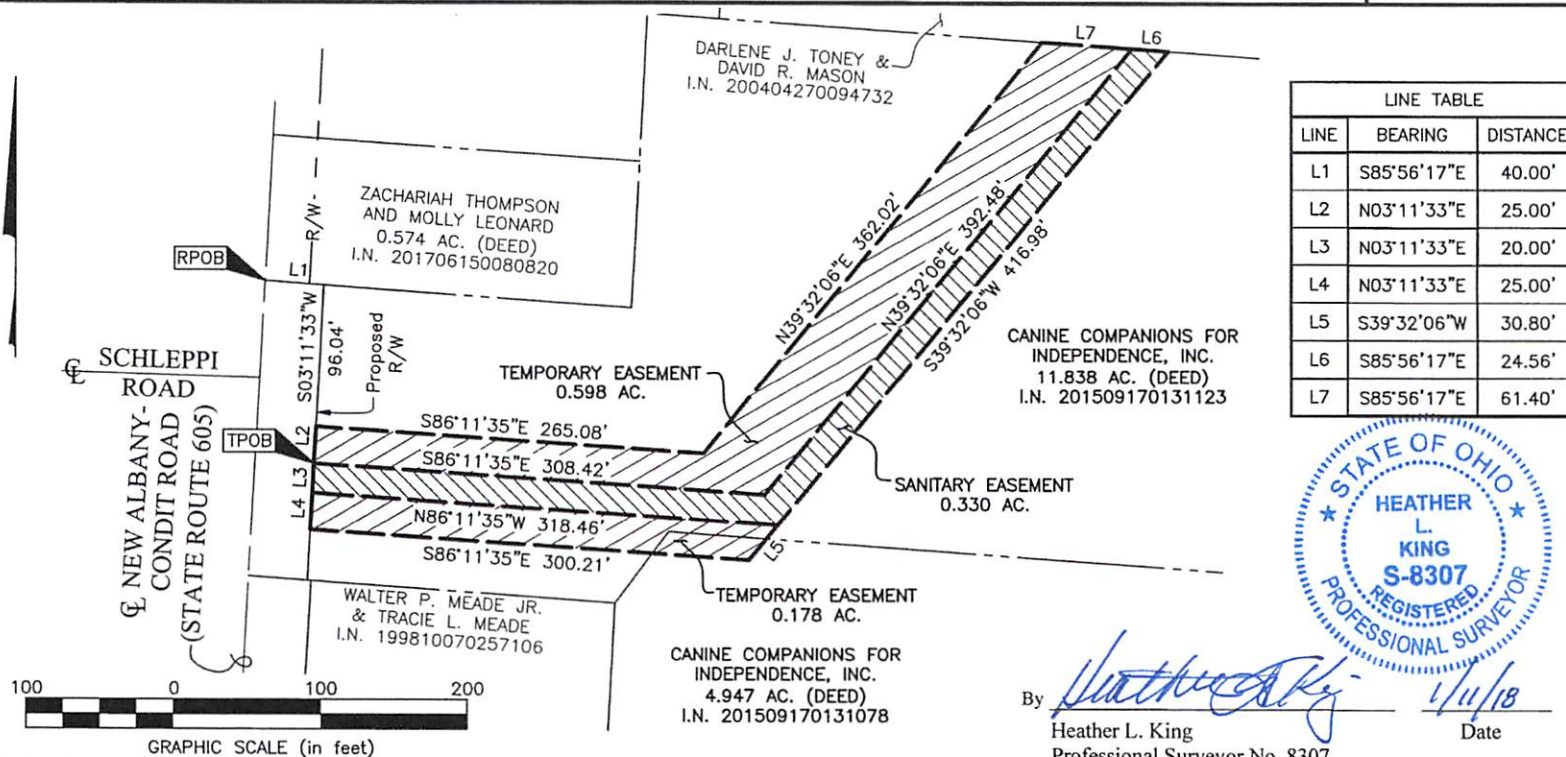 L7
L6
DARLENE J. TONEY &
DAVID R. MASON
I.N. 200404270094732
LINE TABLE
LINE BEARING DISTANCE
L1 S85°56'17"E 40.00'
L2 N03°11'33"E 25.00'
L3 N03°11'33"E 20.00'
L4 N03°11'33"E 25.00'
L5 S39°32'06"W 30.80'
L6 S85°56'17"E 24.56'
L7 S85°56'17"E 61.40'
R/W
ZACHARIAH THOMPSON
AND MOLLY LEONARD
0.574 AC. (DEED)
I.N. 201706150080820
RPOB
L1
S03°11'33"W
96.04'
Proposed
R/W
N39°32'06"E 362.02'
N39°32'06"E 392.48'
S39°32'06"W 416.98'
CANINE COMPANIONS FOR
INDEPENDENCE, INC.
11.838 AC. (DEED)
I.N. 201509170131123
℄ SCHLEPPI
ROAD
℄ NEW ALBANY-
CONDIT ROAD
(STATE ROUTE 605)
TEMPORARY EASEMENT
0.598 AC.
TPOB
L2
L3
L4
S86°11'35"E 265.08'
S86°11'35"E 308.42'
N86°11'35"W 318.46'
S86°11'35"E 300.21'
L5
SANITARY EASEMENT
0.330 AC.
TEMPORARY EASEMENT
0.178 AC.
WALTER P. MEADE JR.
& TRACIE L. MEADE
I.N. 199810070257106
CANINE COMPANIONS FOR
INDEPENDENCE, INC.
4.947 AC. (DEED)
I.N. 201509170131078
100 0 100 200
GRAPHIC SCALE (in feet)
STATE OF OHIO
HEATHER
L.
KING
S-8307
REGISTERED
PROFESSIONAL SURVEYOR
By Heather L King 1/11/18
Heather L. King Date
Professional Surveyor No. 8307